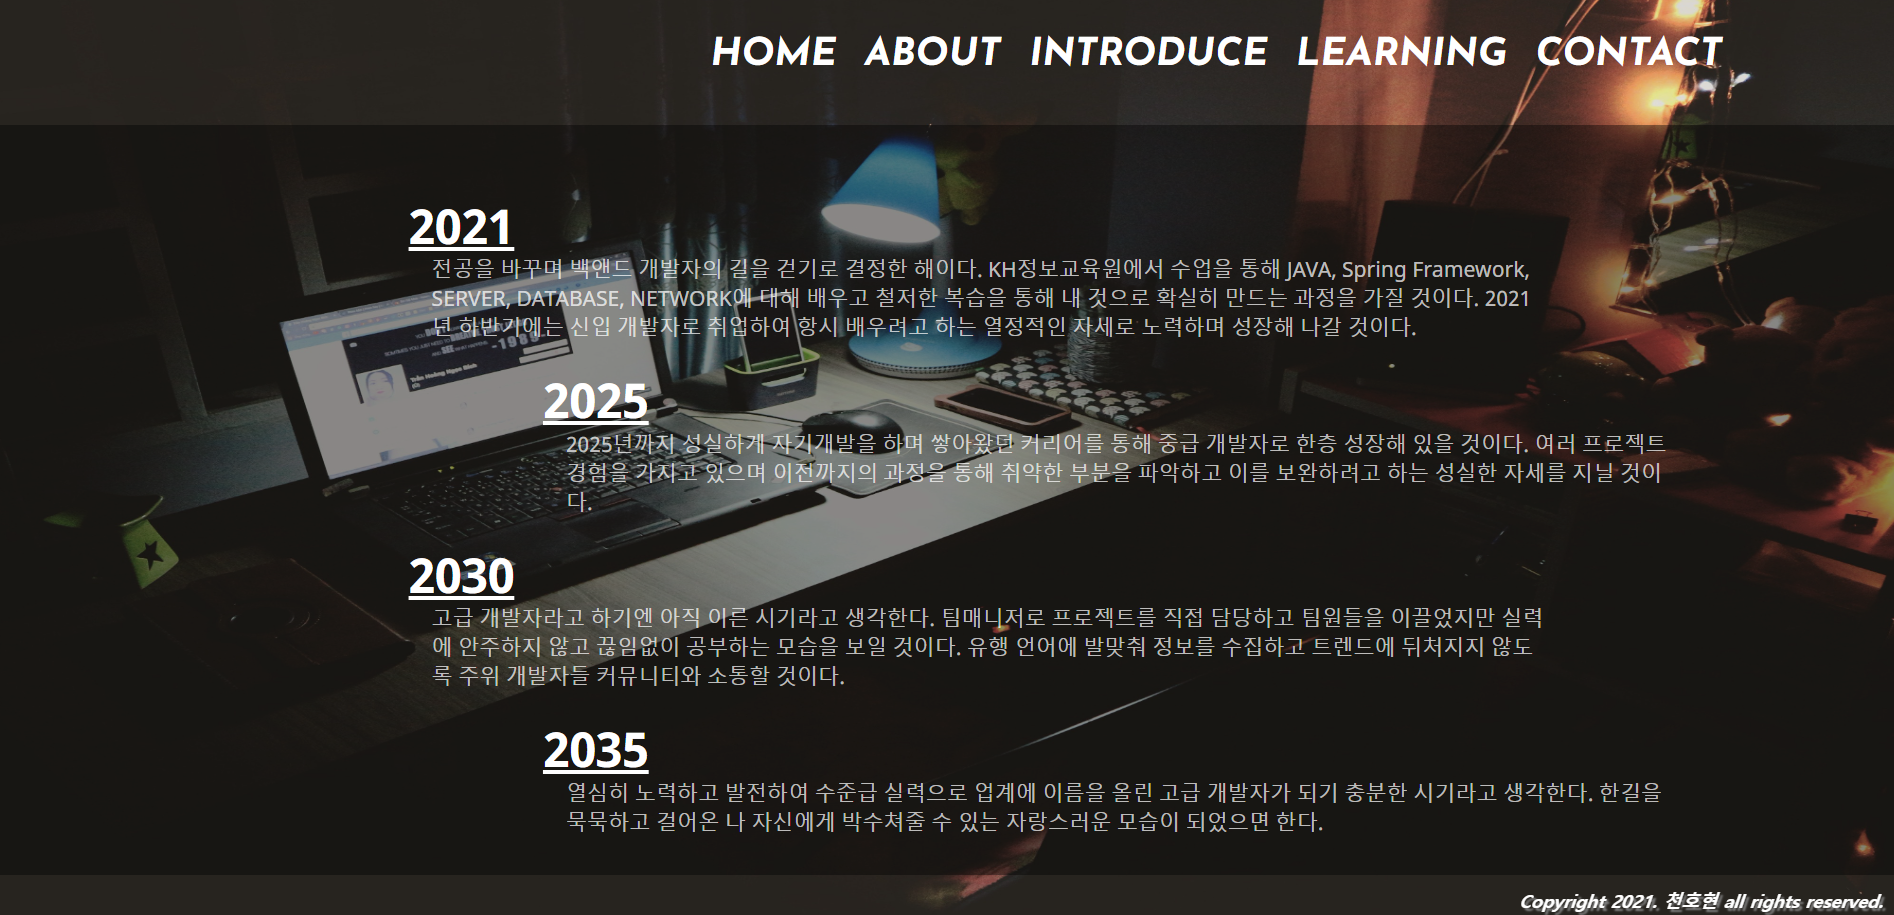 HOME ABOUT INTRODUCE LEARNING CONTACT
2021
전공을 바꾸며 백앤드 개발자의 길을 걷기로 결정한 해이다. KH정보교육원에서 수업을 통해 JAVA, Spring Framework,
SERVER, DATABASE, NETWORK에 대해 배우고 철저한 복습을 통해 내 것으로 확실히 만드는 과정을 가질 것이다. 2021
년 하반기에는 신입 개발자로 취업하여 항시 배우려고 하는 열정적인 자세로 노력하며 성장해 나갈 것이다.
-1989-
Trần Hoàng Ngọc Bình
2025
2025년까지 성실하게 자기개발을 하며 쌓아왔던 커리어를 통해 중급 개발자로 한층 성장해 있을 것이다. 여러 프로젝트
경험을 가지고 있으며 이전까지의 과정을 통해 취약한 부분을 파악하고 이를 보완하려고 하는 성실한 자세를 지닐 것이
다.
2030
고급 개발자라고 하기엔 아직 이른 시기라고 생각한다. 팀매니저로 프로젝트를 직접 담당하고 팀원들을 이끌었지만 실력
에 안주하지 않고 끊임없이 공부하는 모습을 보일 것이다. 유행 언어에 발맞춰 정보를 수집하고 트렌드에 뒤처지지 않도
록 주위 개발자들 커뮤니티와 소통할 것이다.
2035
열심히 노력하고 발전하여 수준급 실력으로 업계에 이름을 올린 고급 개발자가 되기 충분한 시기라고 생각한다. 한길을
묵묵하고 걸어온 나 자신에게 박수쳐줄 수 있는 자랑스러운 모습이 되었으면 한다.
Copyright 2021. 천호현 all rights reserved.